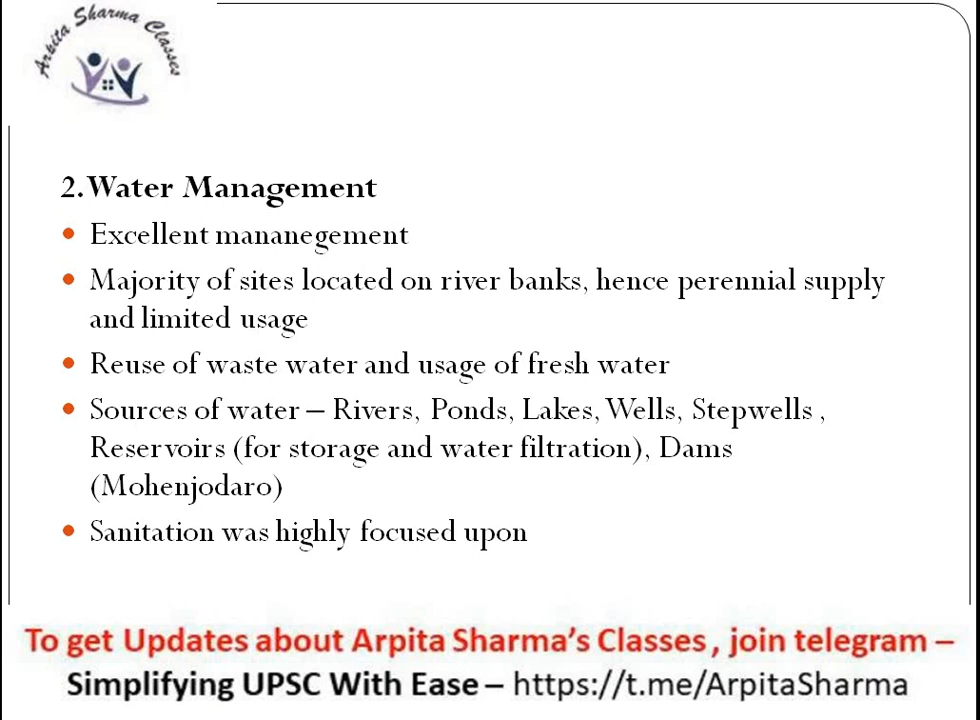 Arpita Sharma Classes
2.Water Management
Excellent mananegement
Majority of sites located on river banks, hence perennial supply
and limited usage
Reuse of waste water and usage of fresh water
Sources of water – Rivers, Ponds, Lakes, Wells, Stepwells ,
Reservoirs (for storage and water filtration), Dams
(Mohenjodaro)
Sanitation was highly focused upon
To get Updates about Arpita Sharma's Classes , join telegram –
Simplifying UPSC With Ease – https://t.me/ArpitaSharma